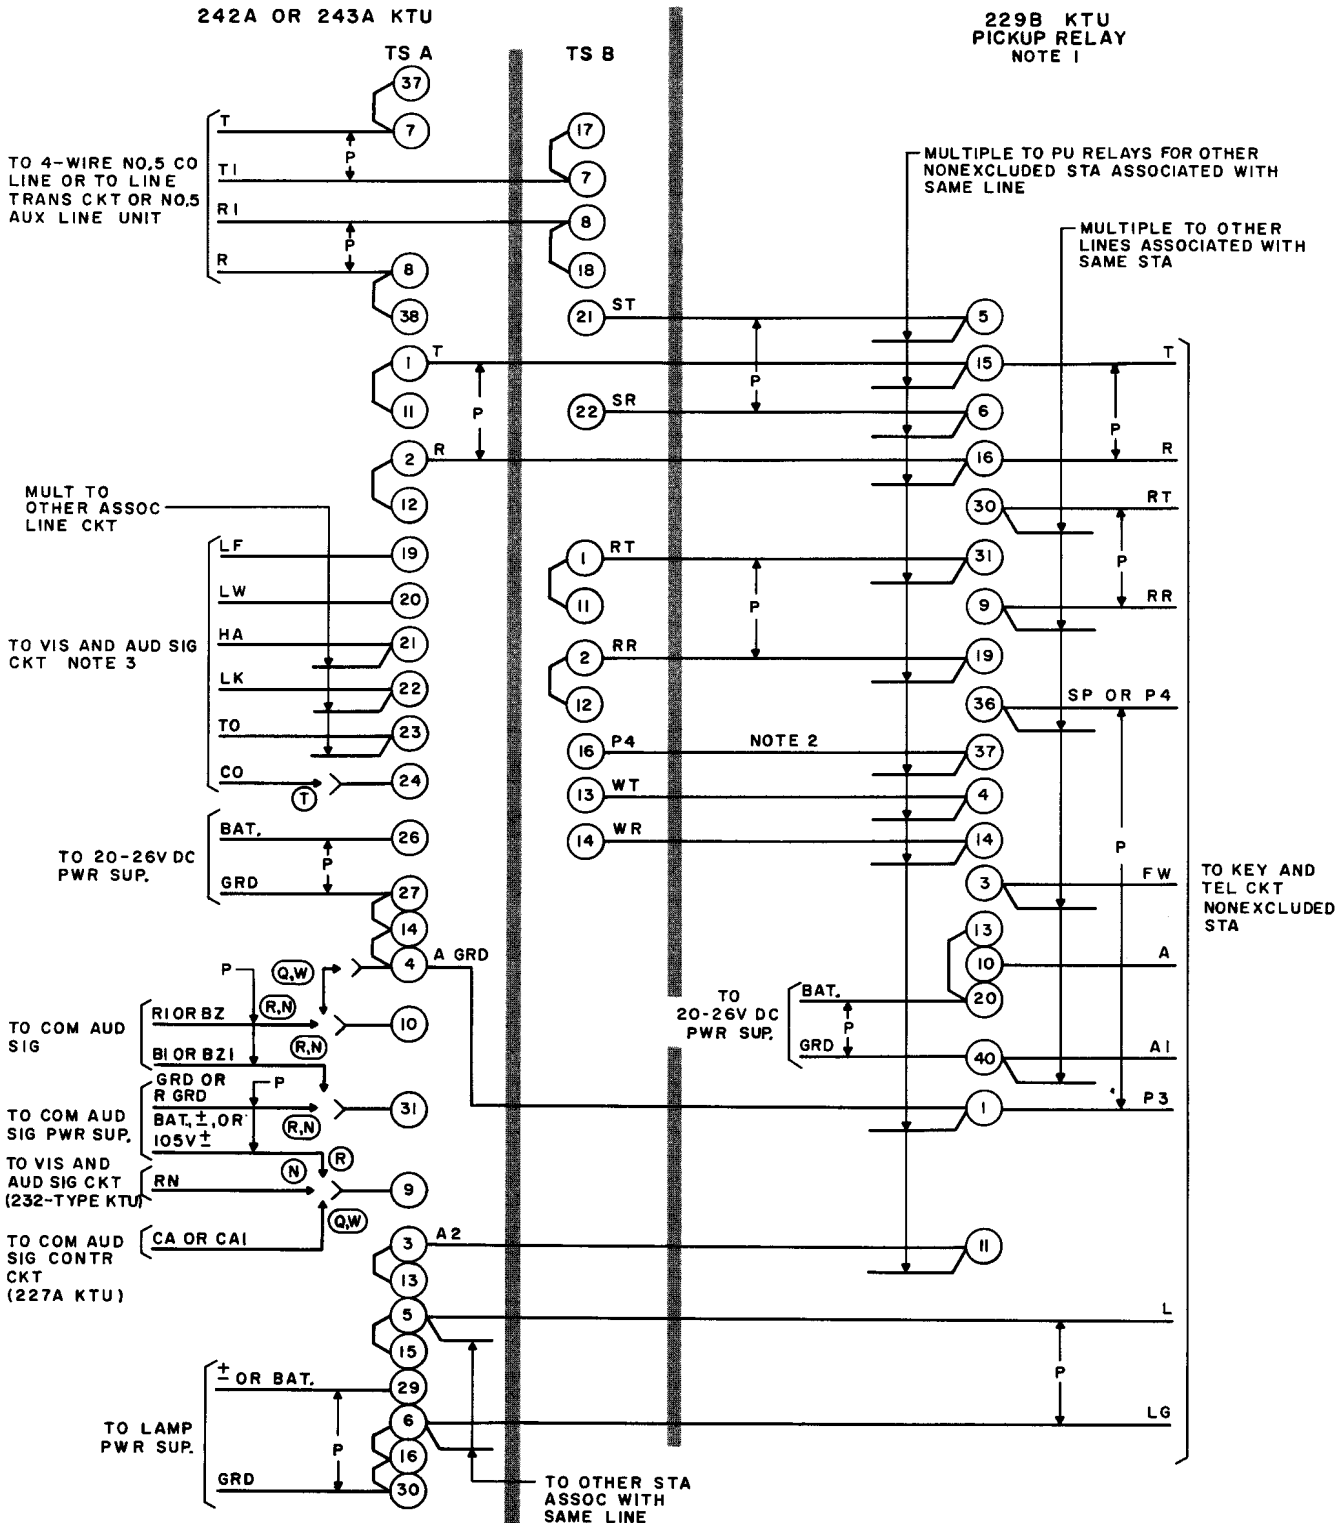 242A OR 243A KTU
229B KTU
PICKUP RELAY
NOTE 1
TS A
TS B
37
7
17
7
T
P
T1
TO 4-WIRE NO.5 CO
LINE OR TO LINE
TRANS CKT OR NO.5
AUX LINE UNIT
R1
P
R
8
18
8
38
MULTIPLE TO PU RELAYS FOR OTHER
NONEXCLUDED STA ASSOCIATED WITH
SAME LINE
MULTIPLE TO OTHER
LINES ASSOCIATED WITH
SAME STA
21
ST
5
1
T
15
T
P
11
P
22
SR
6
P
2
R
16
R
12
30
RT
MULT TO
OTHER ASSOC
LINE CKT
LF
19
1
RT
31
P
LW
20
11
P
9
RR
TO VIS AND AUD SIG
CKT NOTE 3
HA
21
2
RR
19
LK
22
12
36
SP OR P4
TO
23
16
P4
NOTE 2
37
CO
T
24
13
WT
4
TO 20-26V DC
PWR SUP.
BAT.
26
14
WR
14
P
P
GRD
27
3
FW
TO KEY AND
TEL CKT
NONEXCLUDED
STA
14
13
4
A GRD
10
A
P
Q,W
TO
20-26V DC
PWR SUP.
BAT.
20
TO COM AUD
SIG
R1 OR BZ
R,N
10
P
B1 OR BZ1
R,N
GRD
40
A1
TO COM AUD
SIG PWR SUP.
GRD OR
R GRD
P
R,N
31
1
P3
BAT., ±, OR
105V ±
R
TO VIS AND
AUD SIG CKT
(232-TYPE KTU)
RN
N
9
Q,W
TO COM AUD
SIG CONTR
CKT
(227A KTU)
CA OR CA1
3
A2
11
13
5
L
15
± OR BAT.
29
P
TO LAMP
PWR SUP.
P
6
LG
16
GRD
30
TO OTHER STA
ASSOC WITH
SAME LINE